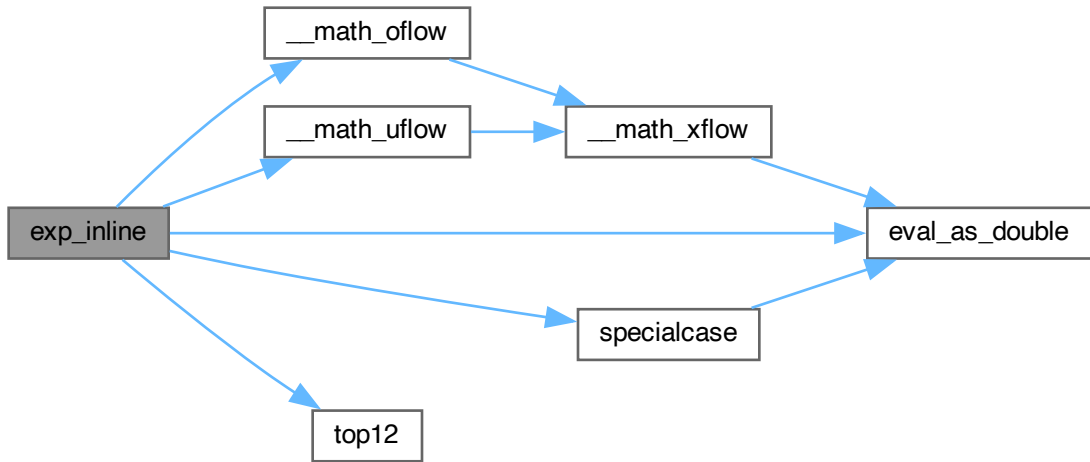 __math_oflow
__math_uflow
__math_xflow
exp_inline
eval_as_double
specialcase
top12